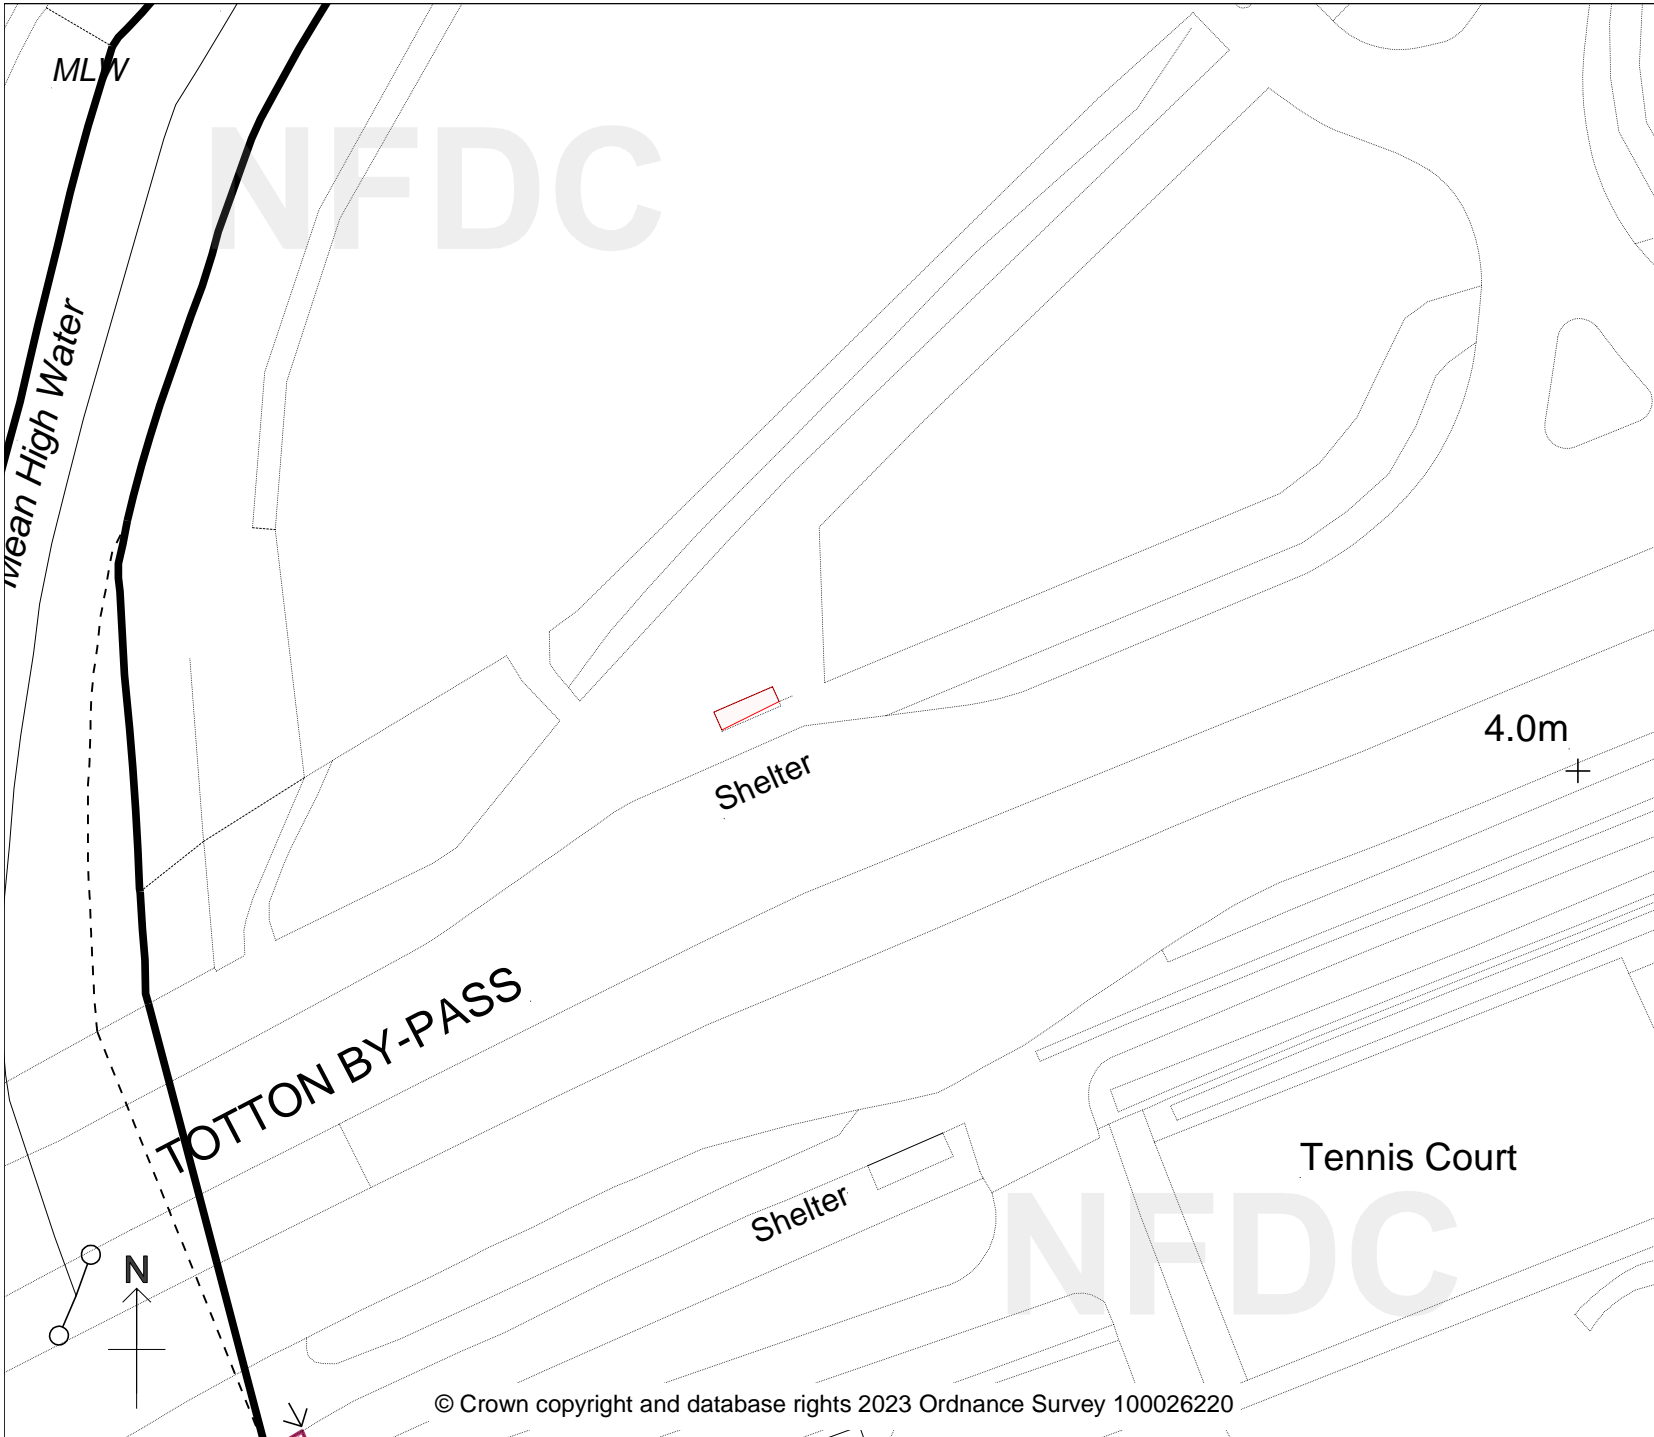 MLW
NFDC
Mean High Water
4.0m
Shelter
TOTTON BY-PASS
Tennis Court
Shelter
NFDC
N
© Crown copyright and database rights 2023 Ordnance Survey 100026220